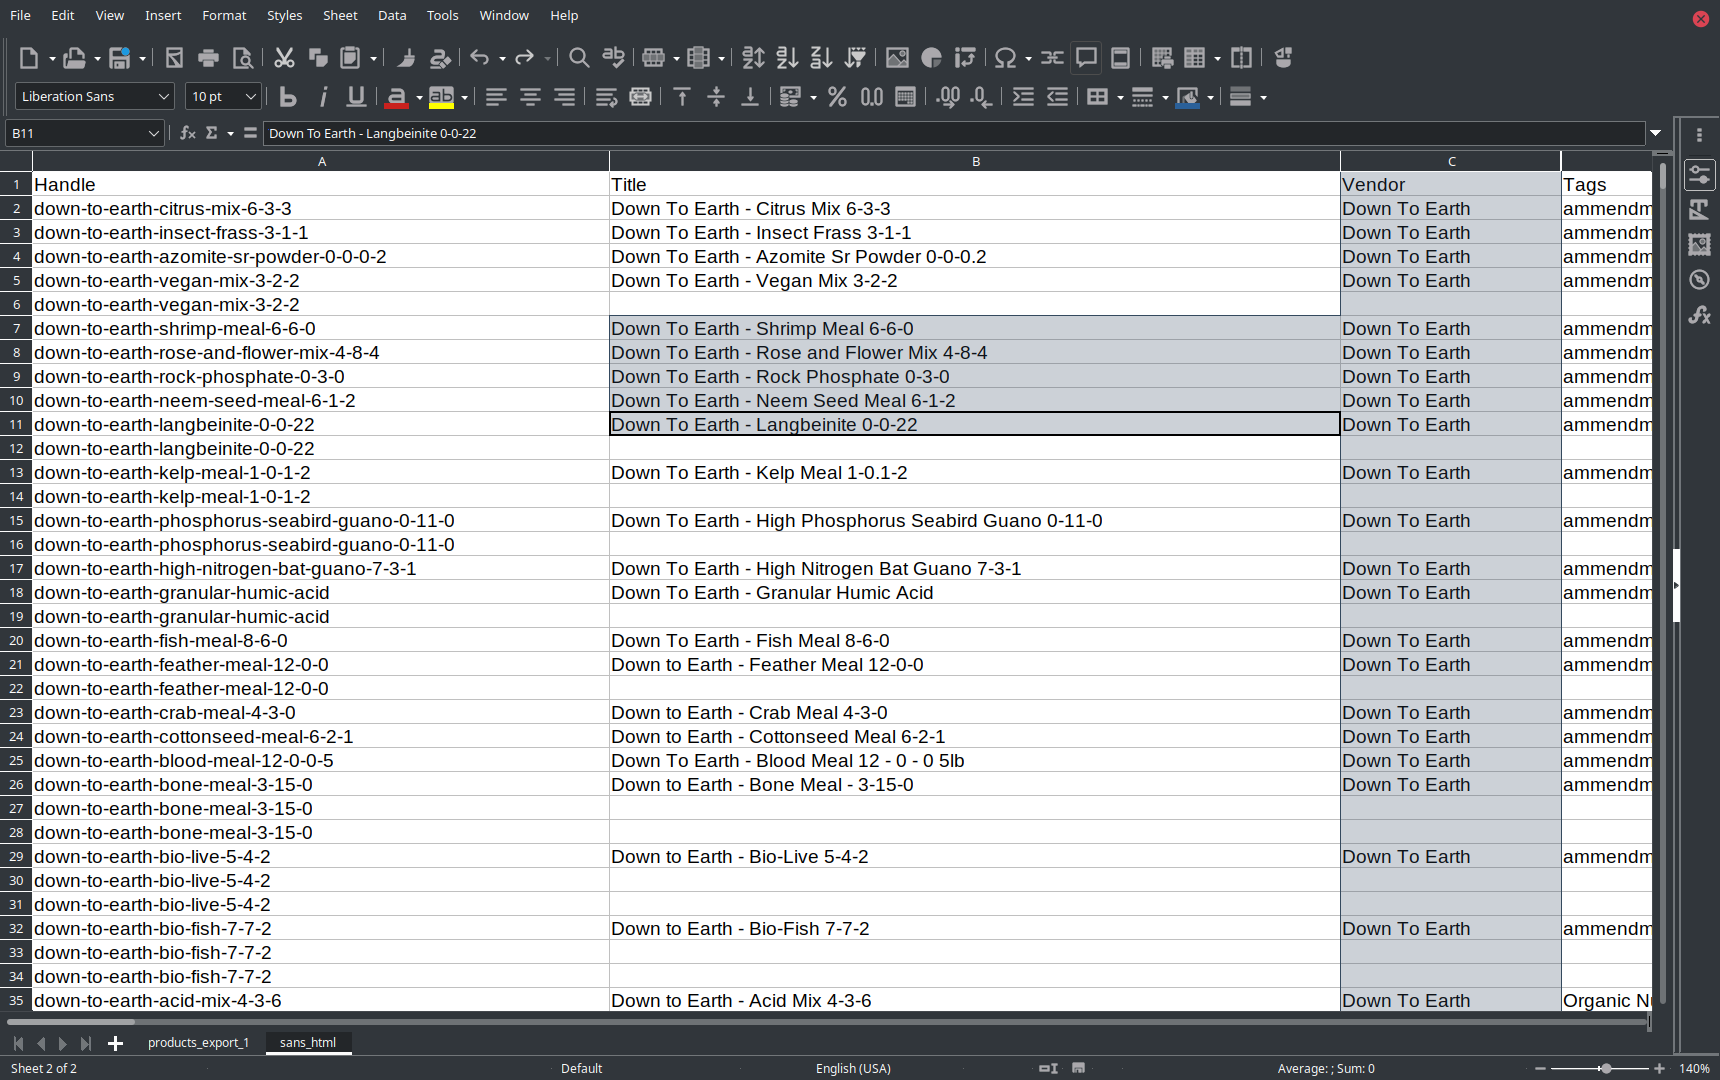 File Edit View Insert Format Styles Sheet Data Tools Window Help
Liberation Sans 10 pt
B11 Down To Earth - Langbeinite 0-0-22
A B C
1 Handle Title Vendor Tags
2 down-to-earth-citrus-mix-6-3-3 Down To Earth - Citrus Mix 6-3-3 Down To Earth ammendm
3 down-to-earth-insect-frass-3-1-1 Down To Earth - Insect Frass 3-1-1 Down To Earth ammendm
4 down-to-earth-azomite-sr-powder-0-0-0-2 Down To Earth - Azomite Sr Powder 0-0-0.2 Down To Earth ammendm
5 down-to-earth-vegan-mix-3-2-2 Down To Earth - Vegan Mix 3-2-2 Down To Earth ammendm
6 down-to-earth-vegan-mix-3-2-2
7 down-to-earth-shrimp-meal-6-6-0 Down To Earth - Shrimp Meal 6-6-0 Down To Earth ammendm
8 down-to-earth-rose-and-flower-mix-4-8-4 Down To Earth - Rose and Flower Mix 4-8-4 Down To Earth ammendm
9 down-to-earth-rock-phosphate-0-3-0 Down To Earth - Rock Phosphate 0-3-0 Down To Earth ammendm
10 down-to-earth-neem-seed-meal-6-1-2 Down To Earth - Neem Seed Meal 6-1-2 Down To Earth ammendm
11 down-to-earth-langbeinite-0-0-22 Down To Earth - Langbeinite 0-0-22 Down To Earth ammendm
12 down-to-earth-langbeinite-0-0-22
13 down-to-earth-kelp-meal-1-0-1-2 Down To Earth - Kelp Meal 1-0.1-2 Down To Earth ammendm
14 down-to-earth-kelp-meal-1-0-1-2
15 down-to-earth-phosphorus-seabird-guano-0-11-0 Down To Earth - High Phosphorus Seabird Guano 0-11-0 Down To Earth ammendm
16 down-to-earth-phosphorus-seabird-guano-0-11-0
17 down-to-earth-high-nitrogen-bat-guano-7-3-1 Down To Earth - High Nitrogen Bat Guano 7-3-1 Down To Earth ammendm
18 down-to-earth-granular-humic-acid Down To Earth - Granular Humic Acid Down To Earth ammendm
19 down-to-earth-granular-humic-acid
20 down-to-earth-fish-meal-8-6-0 Down To Earth - Fish Meal 8-6-0 Down To Earth ammendm
21 down-to-earth-feather-meal-12-0-0 Down to Earth - Feather Meal 12-0-0 Down To Earth ammendm
22 down-to-earth-feather-meal-12-0-0
23 down-to-earth-crab-meal-4-3-0 Down to Earth - Crab Meal 4-3-0 Down To Earth ammendm
24 down-to-earth-cottonseed-meal-6-2-1 Down to Earth - Cottonseed Meal 6-2-1 Down To Earth ammendm
25 down-to-earth-blood-meal-12-0-0-5 Down To Earth - Blood Meal 12 - 0 - 0 5lb Down To Earth ammendm
26 down-to-earth-bone-meal-3-15-0 Down to Earth - Bone Meal - 3-15-0 Down To Earth ammendm
27 down-to-earth-bone-meal-3-15-0
28 down-to-earth-bone-meal-3-15-0
29 down-to-earth-bio-live-5-4-2 Down to Earth - Bio-Live 5-4-2 Down To Earth ammendm
30 down-to-earth-bio-live-5-4-2
31 down-to-earth-bio-live-5-4-2
32 down-to-earth-bio-fish-7-7-2 Down to Earth - Bio-Fish 7-7-2 Down To Earth ammendm
33 down-to-earth-bio-fish-7-7-2
34 down-to-earth-bio-fish-7-7-2
35 down-to-earth-acid-mix-4-3-6 Down to Earth - Acid Mix 4-3-6 Down To Earth Organic N
products_export_1 sans_html
Sheet 2 of 2 Default English (USA) Average: ; Sum: 0 140%